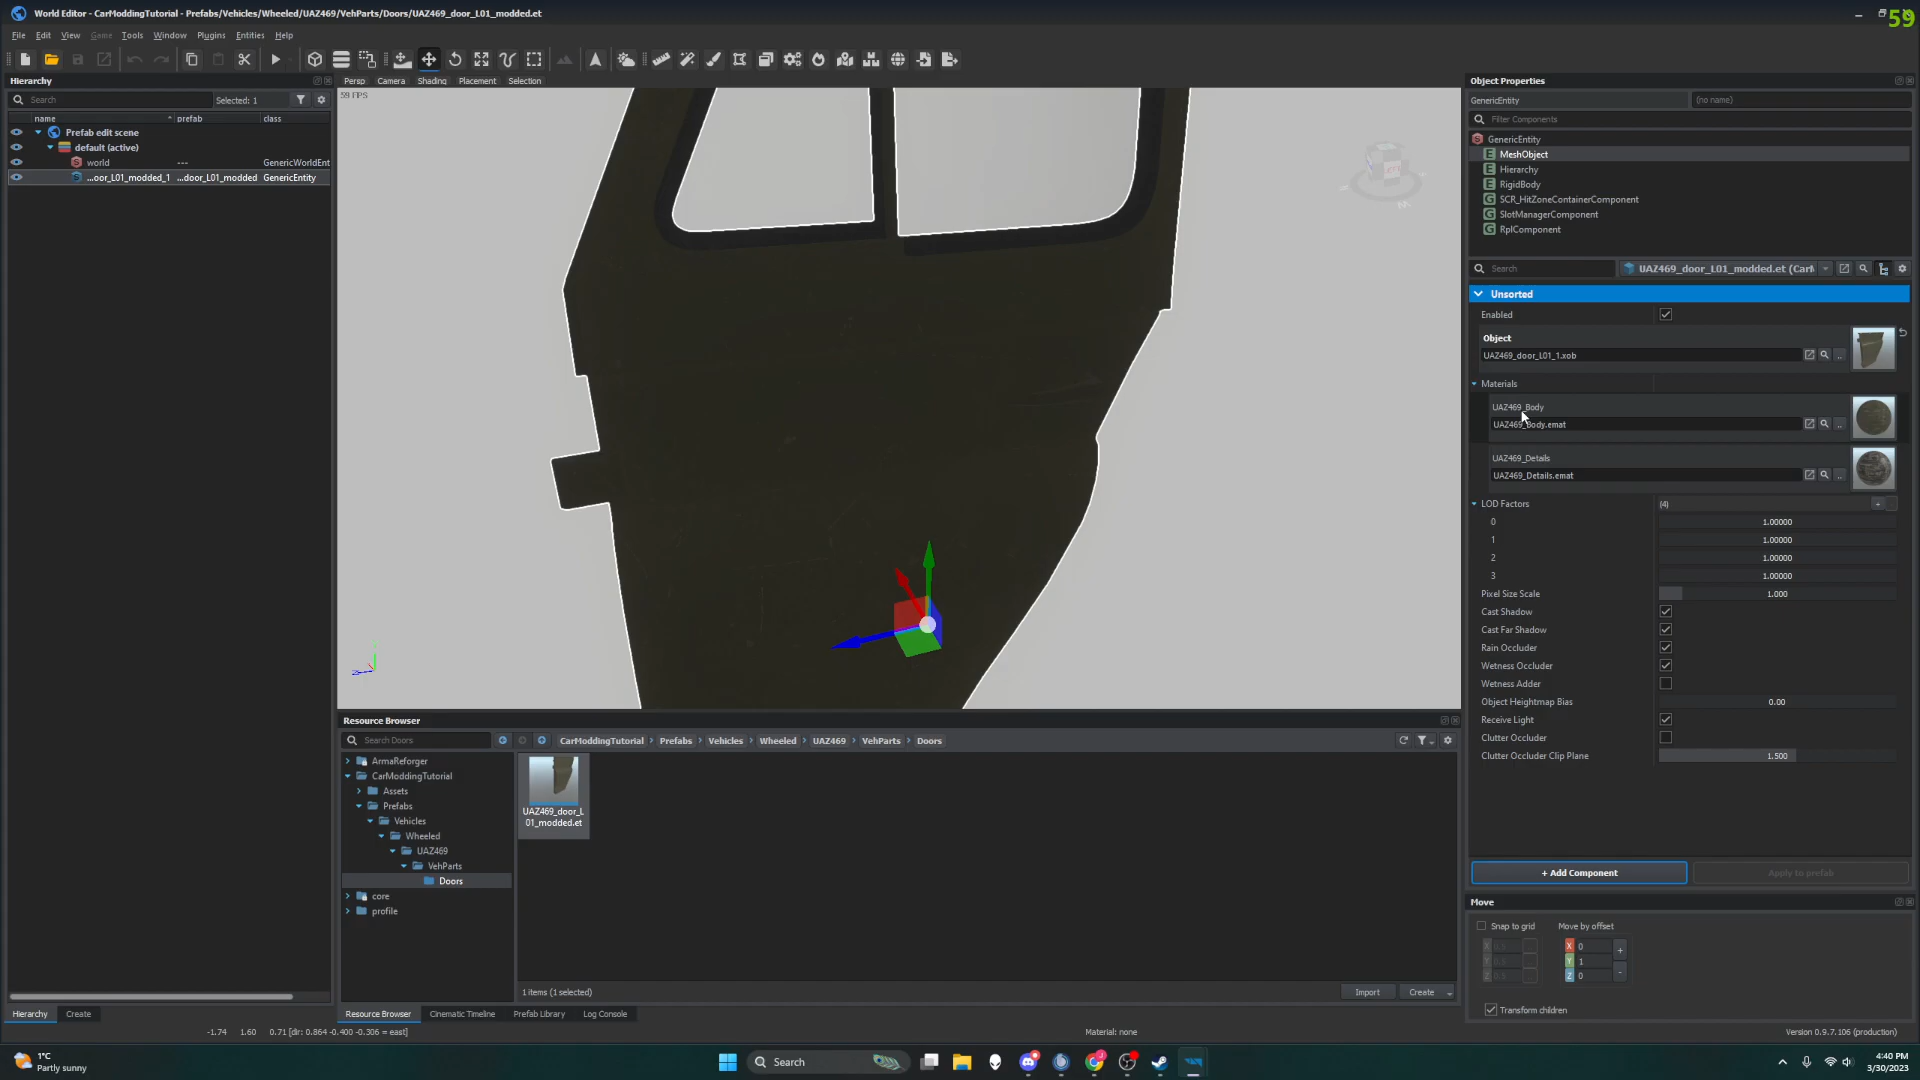 World Editor - CarModdingTutorial - Prefabs/Vehicles/Wheeled/UAZ469/VehParts/Doors/UAZ469_door_L01_modded.et
59
File Edit View Game Tools Window Plugins Entities Help
Hierarchy
Search Selected: 1
name prefab class
Prefab edit scene
default (active)
world --- GenericWorldEnt
...oor_L01_modded_1 ...door_L01_modded GenericEntity
Hierarchy Create
Persp Camera Shading Placement Selection
59 FPS
Resource Browser
Search Doors CarModdingTutorial Prefabs Vehicles Wheeled UAZ469 VehParts Doors
ArmaReforger
CarModdingTutorial
Assets
Prefabs
Vehicles
Wheeled
UAZ469
VehParts
Doors
core
profile
UAZ469_door_L
01_modded.et
1 items (1 selected) Import Create
Resource Browser Cinematic Timeline Prefab Library Log Console
-1.74 1.60 0.71 [dir: 0.864 -0.400 -0.306 = east] Material: none Version 0.9.7.106 (production)
Object Properties
GenericEntity (no name)
Filter Components
GenericEntity
MeshObject
Hierarchy
RigidBody
SCR_HitZoneContainerComponent
SlotManagerComponent
RplComponent
Search UAZ469_door_L01_modded.et (CarM
Unsorted
Enabled
Object
UAZ469_door_L01_1.xob
Materials
UAZ469_Body
UAZ469_Body.emat
UAZ469_Details
UAZ469_Details.emat
LOD Factors (4)
0 1.00000
1 1.00000
2 1.00000
3 1.00000
Pixel Size Scale 1.000
Cast Shadow
Cast Far Shadow
Rain Occluder
Wetness Occluder
Wetness Adder
Object Heightmap Bias 0.00
Receive Light
Clutter Occluder
Clutter Occluder Clip Plane 1.500
+ Add Component Apply to prefab
Move
Snap to grid Move by offset
X 0.5 X 0 +
Y 0.5 Y 1
Z 0.5 Z 0 -
Transform children
1°C
Partly sunny
Search
4:40 PM
3/30/2023